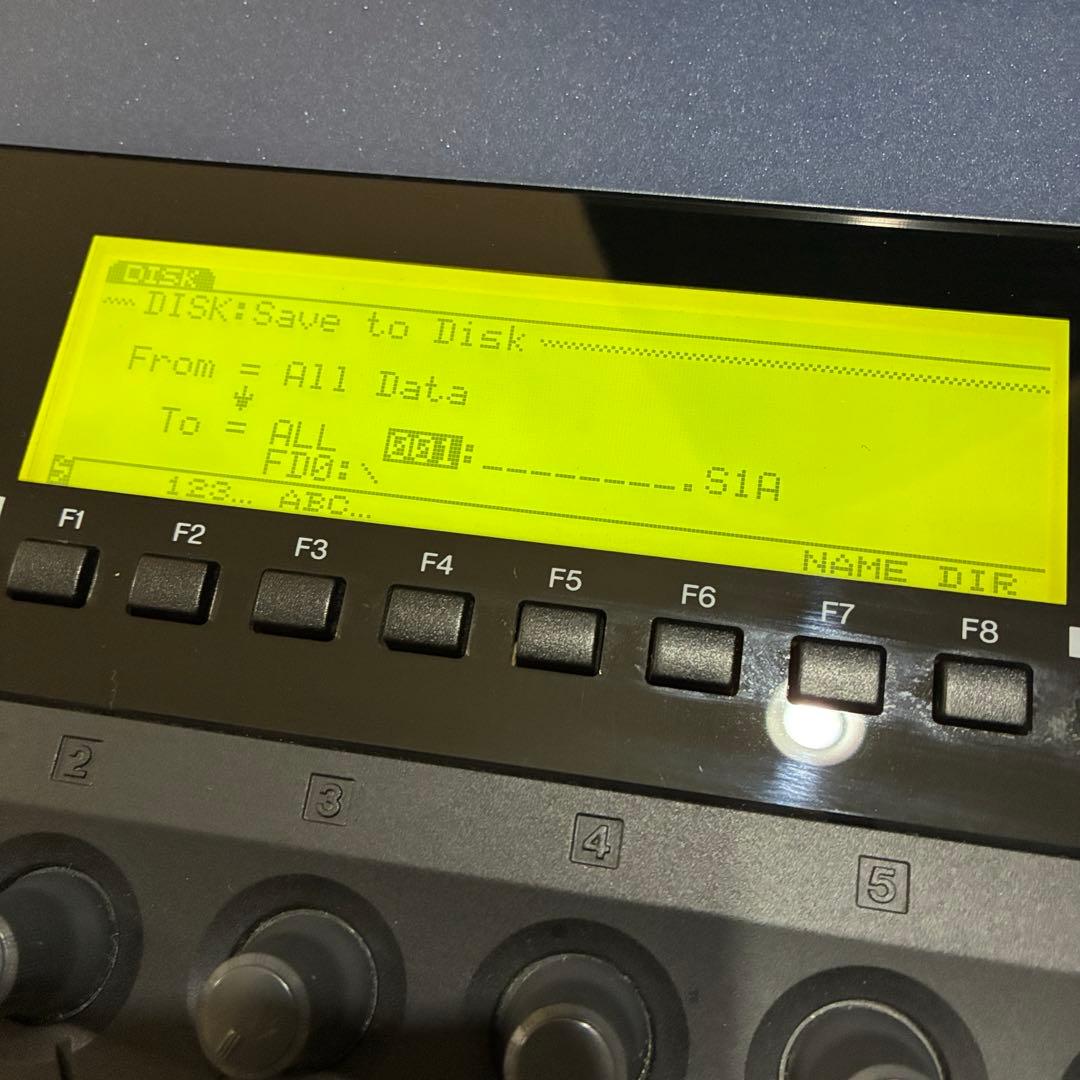 DISK
DISK:Save to Disk
From = All Data
To = ALL 001:________.S1A
FD0:\
123... ABC... NAME DIR
F1 F2 F3 F4 F5 F6 F7 F8
2 3 4 5